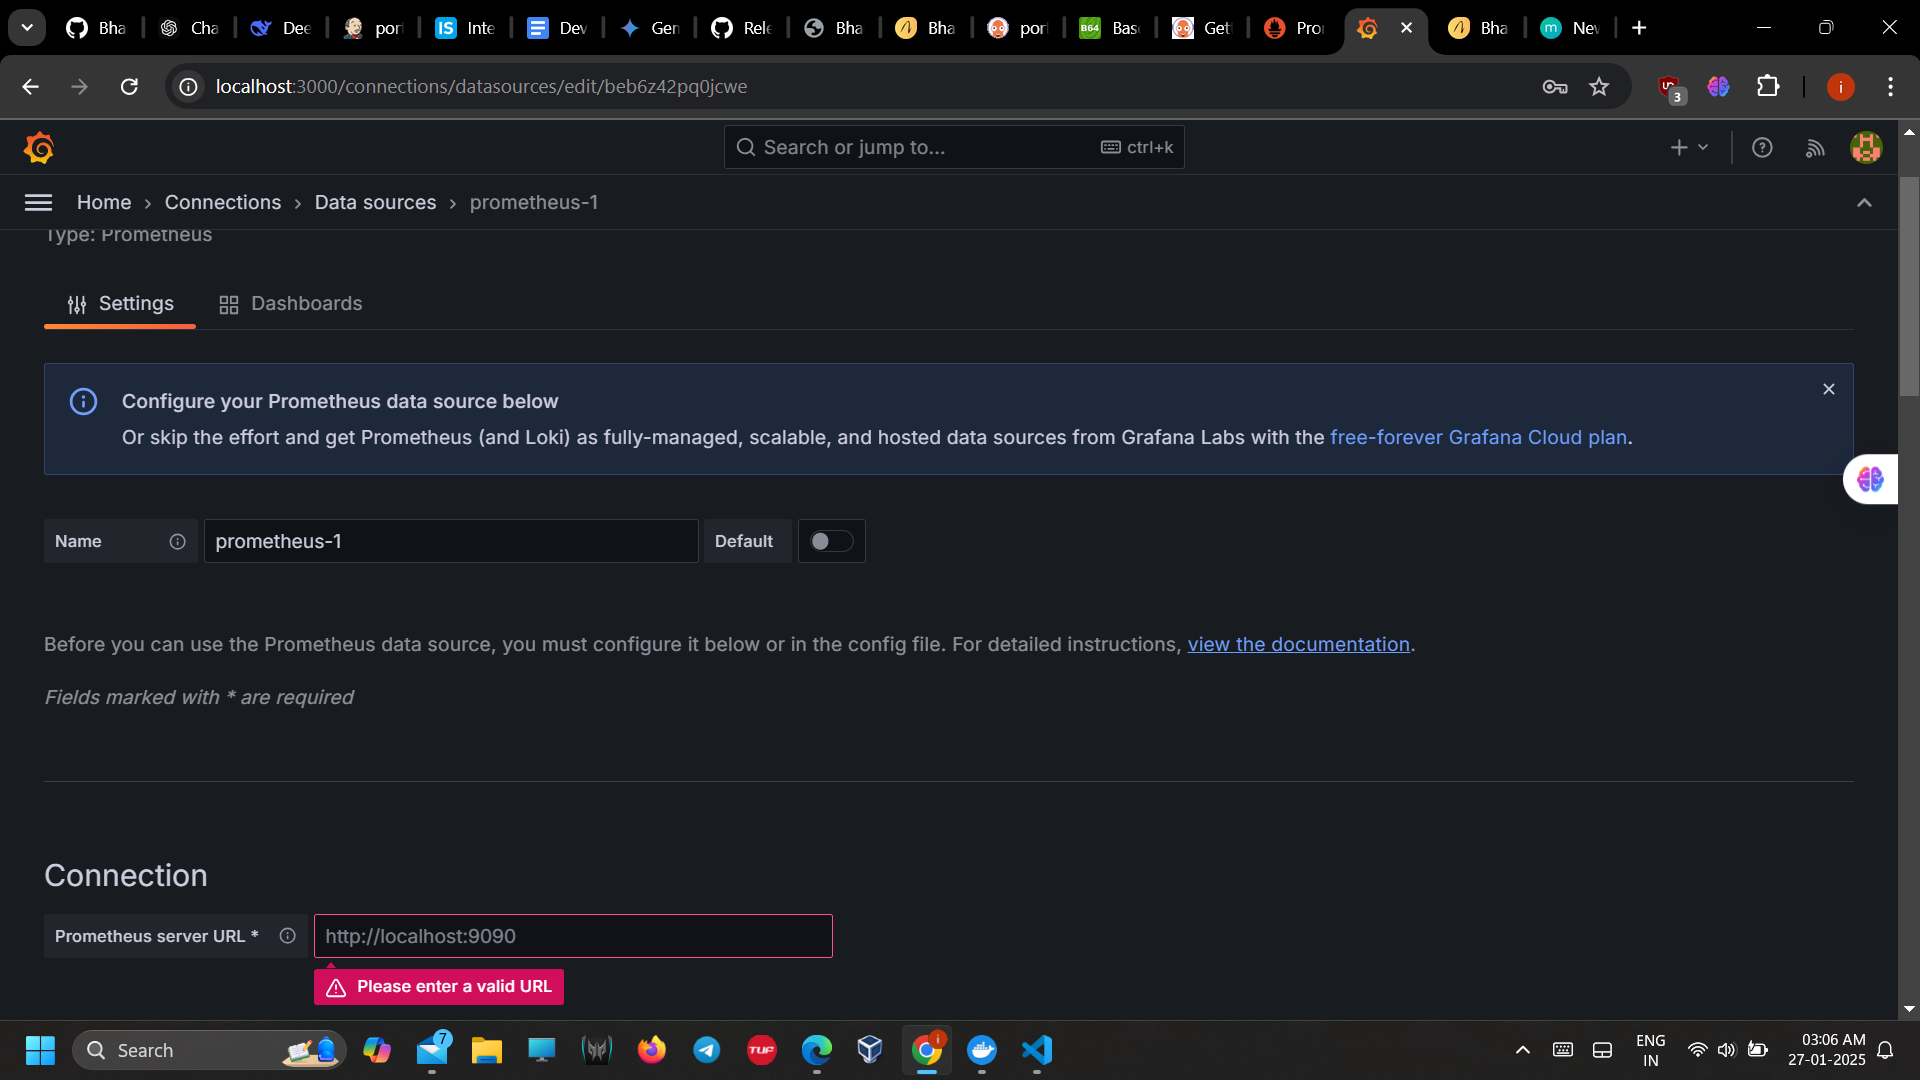 Bha
Cha
Dee
por
IS Inte
Dev
Gen
Rele
Bha
Bha
por
B64 Bas
Get
Pro
Bha
m Nev
localhost:3000/connections/datasources/edit/beb6z42pq0jcwe
3
i
Search or jump to...
ctrl+k
Home › Connections › Data sources › prometheus-1
Type: Prometheus
Settings
Dashboards
Configure your Prometheus data source below
Or skip the effort and get Prometheus (and Loki) as fully-managed, scalable, and hosted data sources from Grafana Labs with the free-forever Grafana Cloud plan.
Name
prometheus-1
Default
Before you can use the Prometheus data source, you must configure it below or in the config file. For detailed instructions, view the documentation.
Fields marked with * are required
Connection
Prometheus server URL *
http://localhost:9090
Please enter a valid URL
Search
7
TUF
i
ENG
IN
03:06 AM
27-01-2025